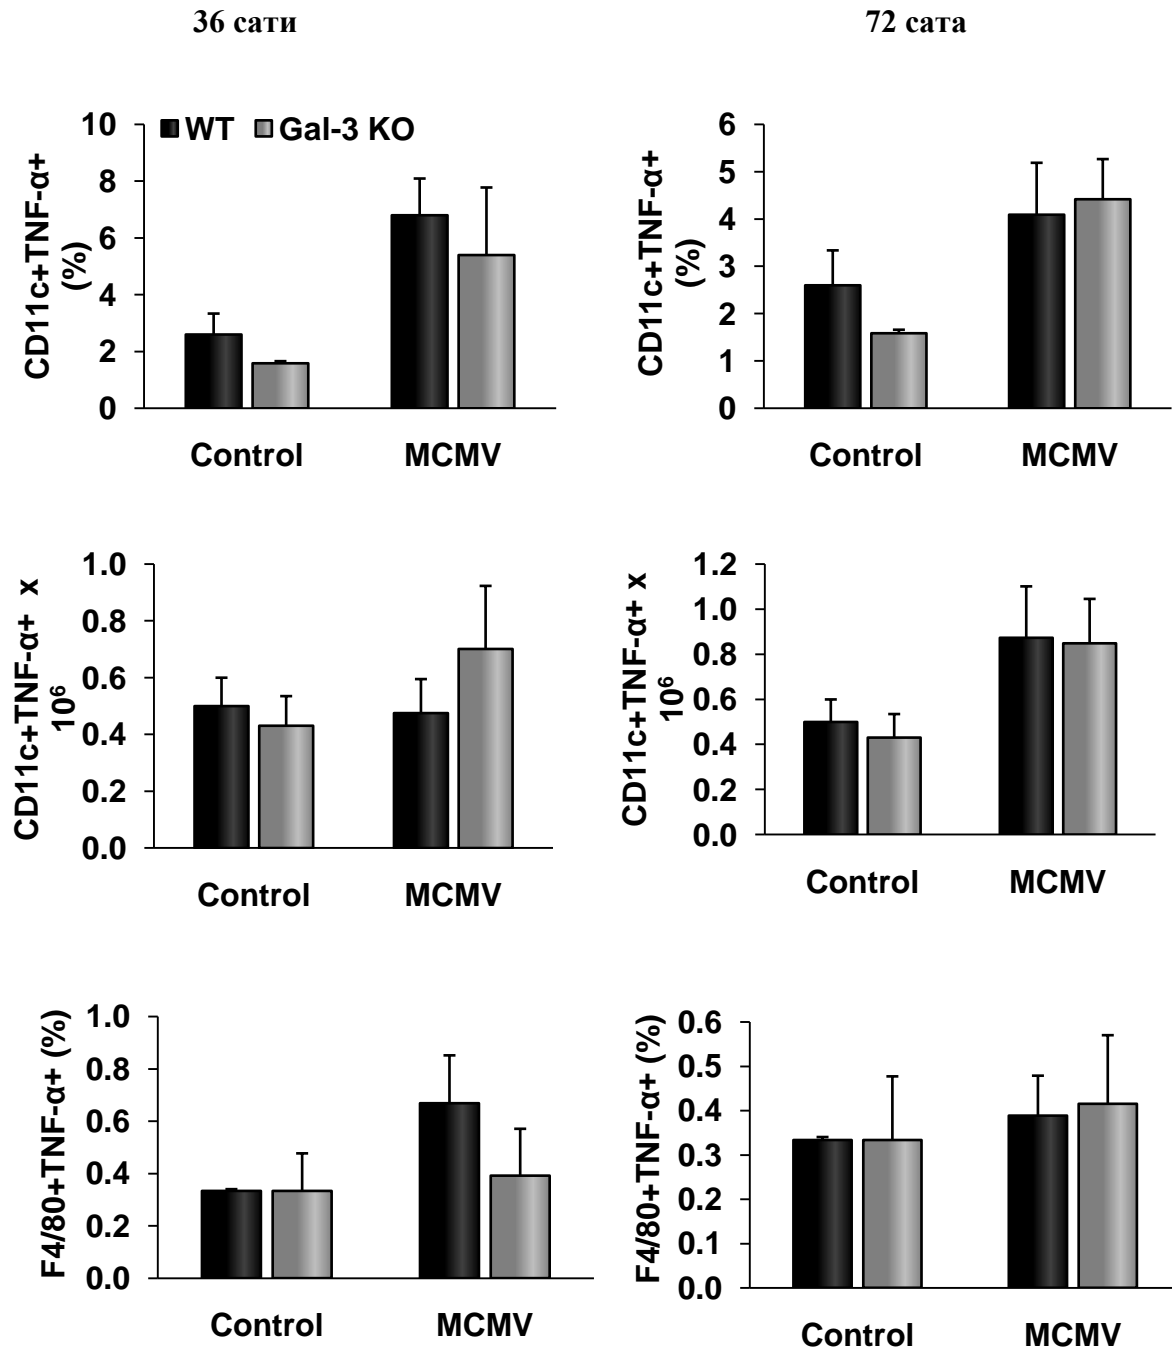 36 сати
72 сата
10
8
6
4
2
0
CD11c+TNF-α+
(%)
WT Gal-3 KO
Control MCMV
6
5
4
3
2
1
0
CD11c+TNF-α+
(%)
Control MCMV
1.0
0.8
0.6
0.4
0.2
0.0
CD11c+TNF-α+ x
10⁶
Control MCMV
1.2
1.0
0.8
0.6
0.4
0.2
0.0
CD11c+TNF-α+ x
10⁶
Control MCMV
1.0
0.8
0.6
0.4
0.2
0.0
F4/80+TNF-α+ (%)
Control MCMV
0.6
0.5
0.4
0.3
0.2
0.1
0.0
F4/80+TNF-α+ (%)
Control MCMV